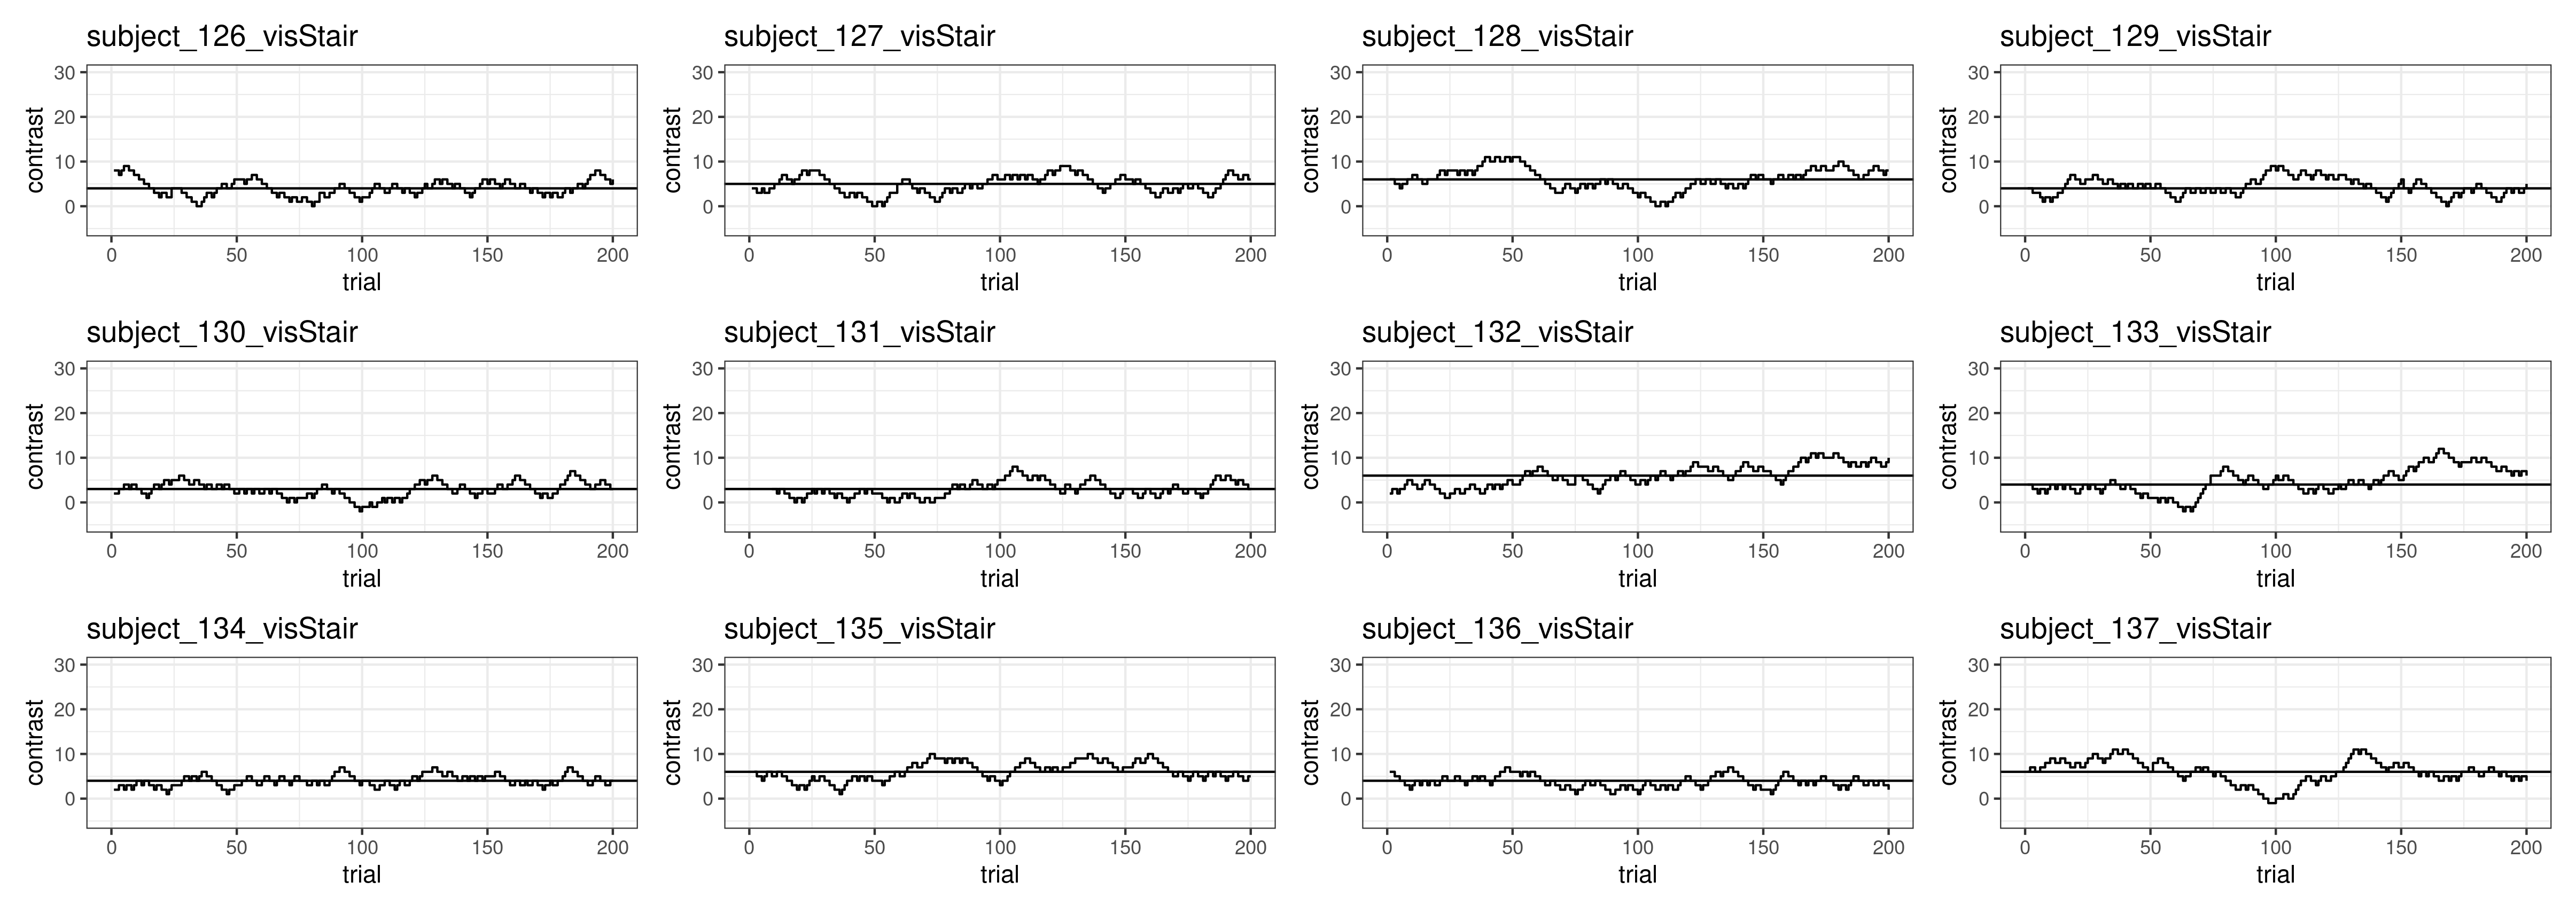 subject_126_visStair
subject_127_visStair
subject_128_visStair
subject_129_visStair
30
20
10
0
contrast
0 50 100 150 200
trial
30
20
10
0
contrast
0 50 100 150 200
trial
30
20
10
0
contrast
0 50 100 150 200
trial
30
20
10
0
contrast
0 50 100 150 200
trial
subject_130_visStair
subject_131_visStair
subject_132_visStair
subject_133_visStair
30
20
10
0
contrast
0 50 100 150 200
trial
30
20
10
0
contrast
0 50 100 150 200
trial
30
20
10
0
contrast
0 50 100 150 200
trial
30
20
10
0
contrast
0 50 100 150 200
trial
subject_134_visStair
subject_135_visStair
subject_136_visStair
subject_137_visStair
30
20
10
0
contrast
0 50 100 150 200
trial
30
20
10
0
contrast
0 50 100 150 200
trial
30
20
10
0
contrast
0 50 100 150 200
trial
30
20
10
0
contrast
0 50 100 150 200
trial